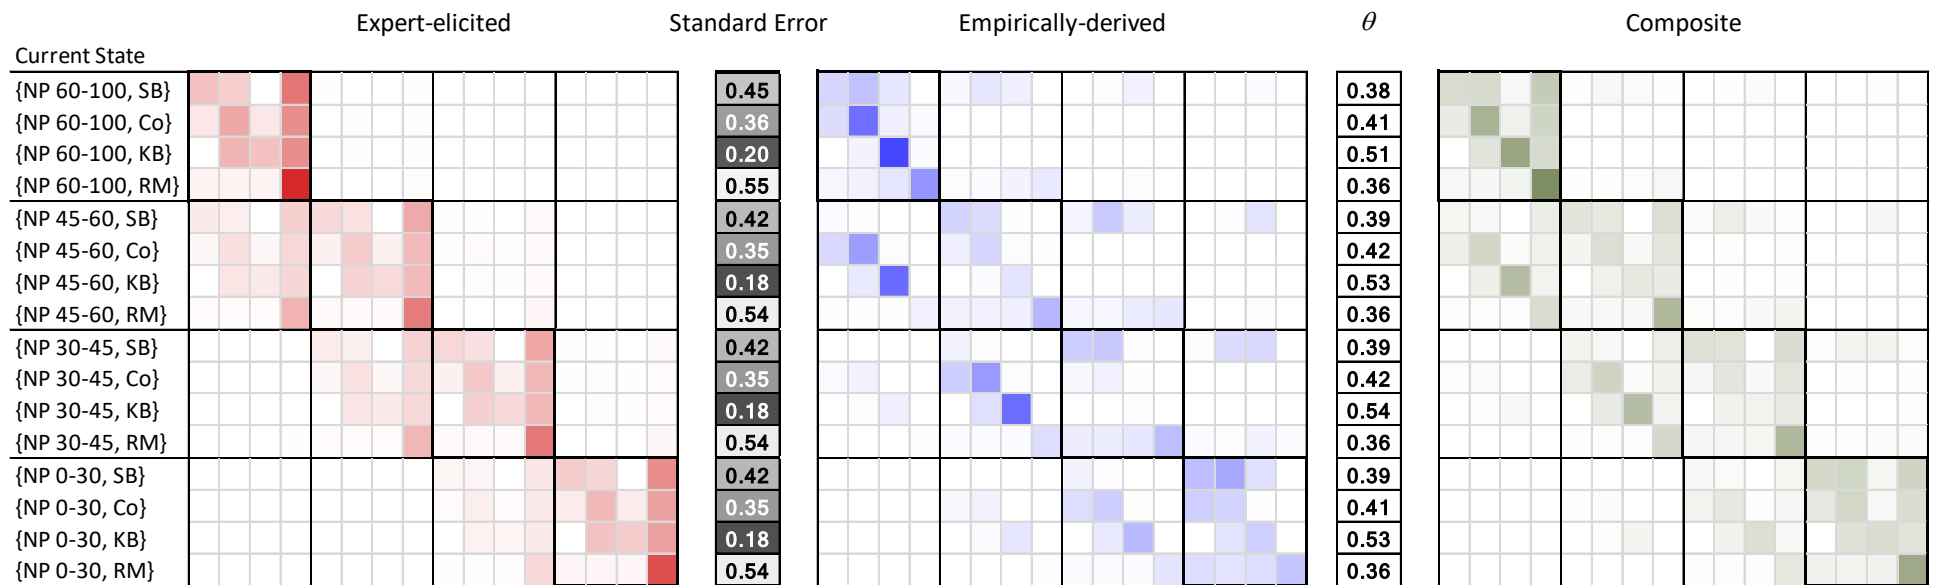 Expert-elicited Standard Error Empirically-derived θ Composite
Current State
{NP 60-100, SB} 0.45 0.38
{NP 60-100, Co} 0.36 0.41
{NP 60-100, KB} 0.20 0.51
{NP 60-100, RM} 0.55 0.36
{NP 45-60, SB} 0.42 0.39
{NP 45-60, Co} 0.35 0.42
{NP 45-60, KB} 0.18 0.53
{NP 45-60, RM} 0.54 0.36
{NP 30-45, SB} 0.42 0.39
{NP 30-45, Co} 0.35 0.42
{NP 30-45, KB} 0.18 0.54
{NP 30-45, RM} 0.54 0.36
{NP 0-30, SB} 0.42 0.39
{NP 0-30, Co} 0.35 0.41
{NP 0-30, KB} 0.18 0.53
{NP 0-30, RM} 0.54 0.36